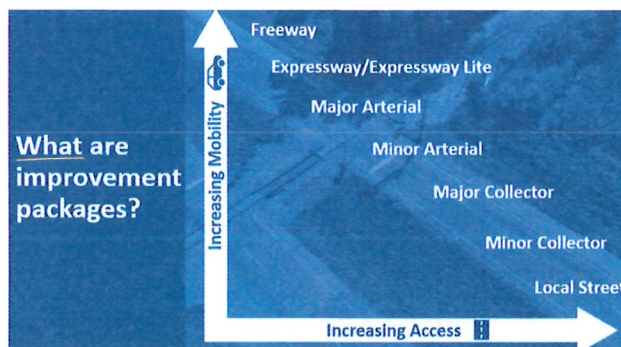 What are
improvement
packages?
Increasing Mobility
Freeway
Expressway/Expressway Lite
Major Arterial
Minor Arterial
Major Collector
Minor Collector
Local Street
Increasing Access